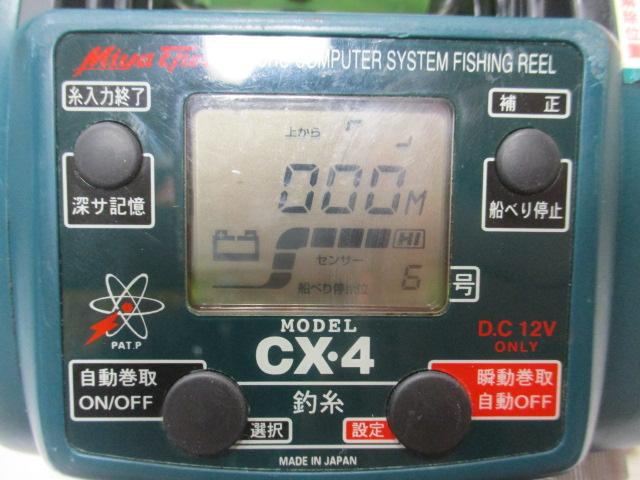 Miya
COMPUTER SYSTEM FISHING REEL
糸入力終了
補 正
上から
000M
深サ記憶
船べり停止
HI
センサー
船べり停止位
6
号
PAT.P
MODEL
CX·4
D.C 12V
ONLY
自動巻取
ON/OFF
釣糸
瞬動巻取
自動OFF
選択
設定
MADE IN JAPAN